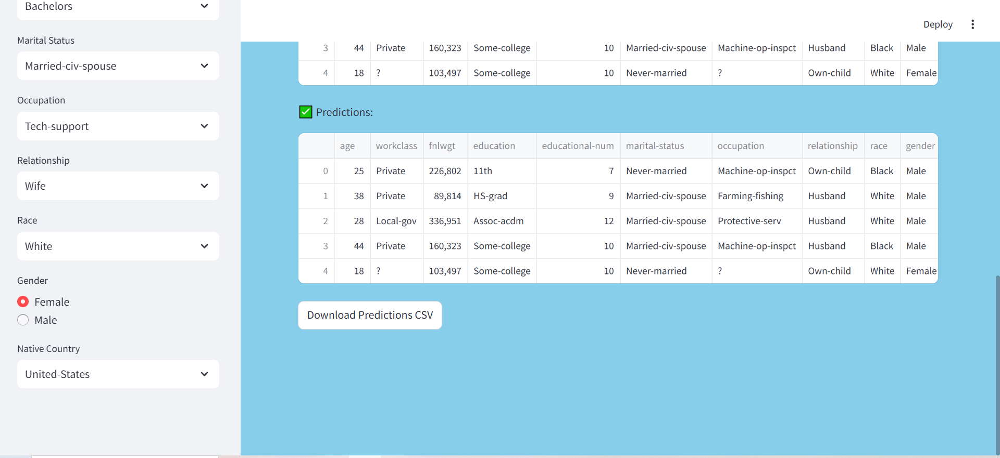 Bachelors
Marital Status
Married-civ-spouse
Occupation
Tech-support
Relationship
Wife
Race
White
Gender
Female
Male
Native Country
United-States
Deploy
3 44 Private 160,323 Some-college 10 Married-civ-spouse Machine-op-inspct Husband Black Male
4 18 ? 103,497 Some-college 10 Never-married ? Own-child White Female
Predictions:
age workclass fnlwgt education educational-num marital-status occupation relationship race gender
0 25 Private 226,802 11th 7 Never-married Machine-op-inspct Own-child Black Male
1 38 Private 89,814 HS-grad 9 Married-civ-spouse Farming-fishing Husband White Male
2 28 Local-gov 336,951 Assoc-acdm 12 Married-civ-spouse Protective-serv Husband White Male
3 44 Private 160,323 Some-college 10 Married-civ-spouse Machine-op-inspct Husband Black Male
4 18 ? 103,497 Some-college 10 Never-married ? Own-child White Female
Download Predictions CSV